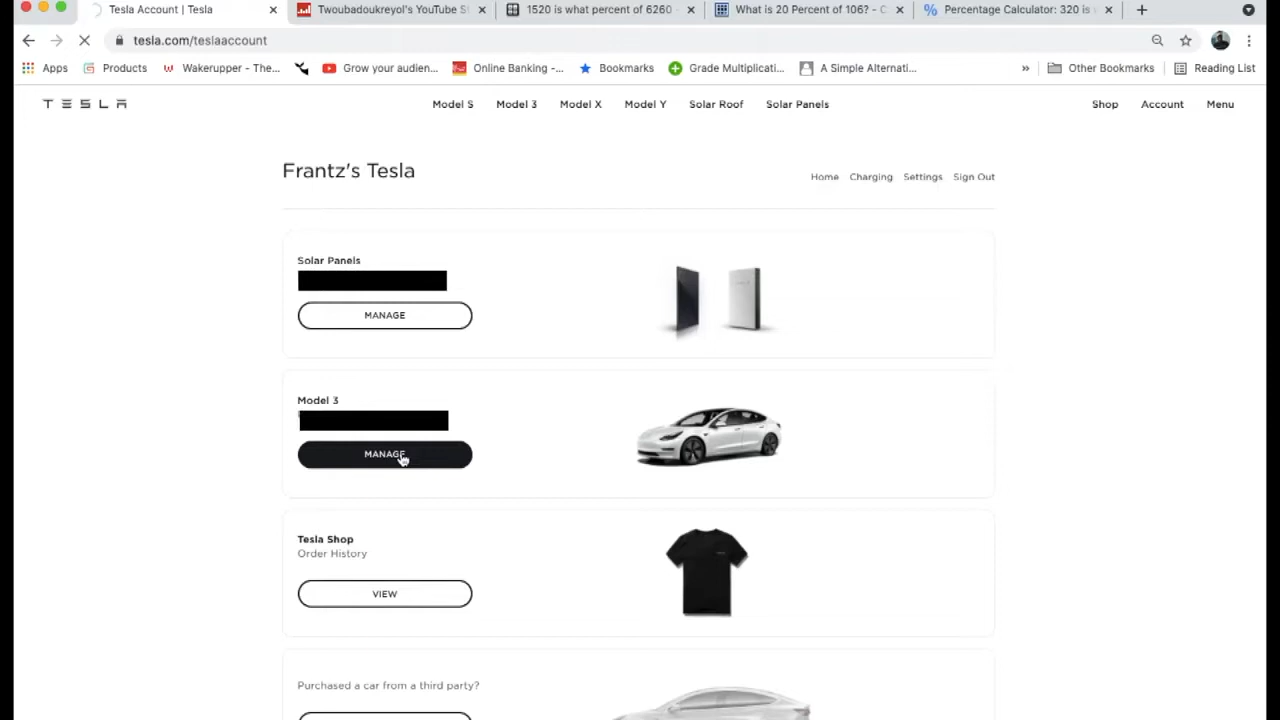 Tesla Account | Tesla
Twoubadoukreyol's YouTube S
1520 is what percent of 6260 -
What is 20 Percent of 106? - C
Percentage Calculator: 320 is w
tesla.com/teslaaccount
Apps
Products
Wakerupper - The...
Grow your audien...
Online Banking -...
Bookmarks
Grade Multiplicati...
A Simple Alternati...
»
Other Bookmarks
Reading List
TESLA
Model S
Model 3
Model X
Model Y
Solar Roof
Solar Panels
Shop
Account
Menu
Frantz's Tesla
Home
Charging
Settings
Sign Out
Solar Panels
MANAGE
Model 3
MANAGE
Tesla Shop
Order History
VIEW
Purchased a car from a third party?